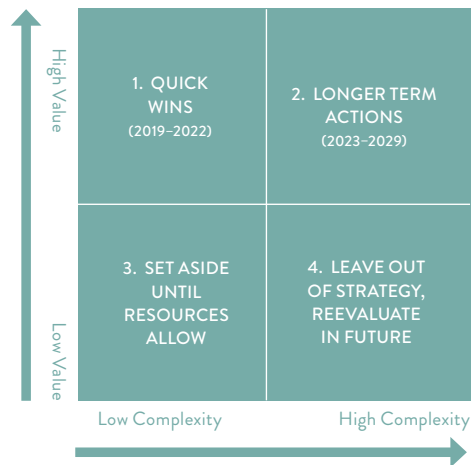 High Value
1. QUICK
WINS
(2019–2022)
2. LONGER TERM
ACTIONS
(2023–2029)
3. SET ASIDE
UNTIL
RESOURCES
ALLOW
4. LEAVE OUT
OF STRATEGY,
REEVALUATE
IN FUTURE
Low Value
Low Complexity
High Complexity